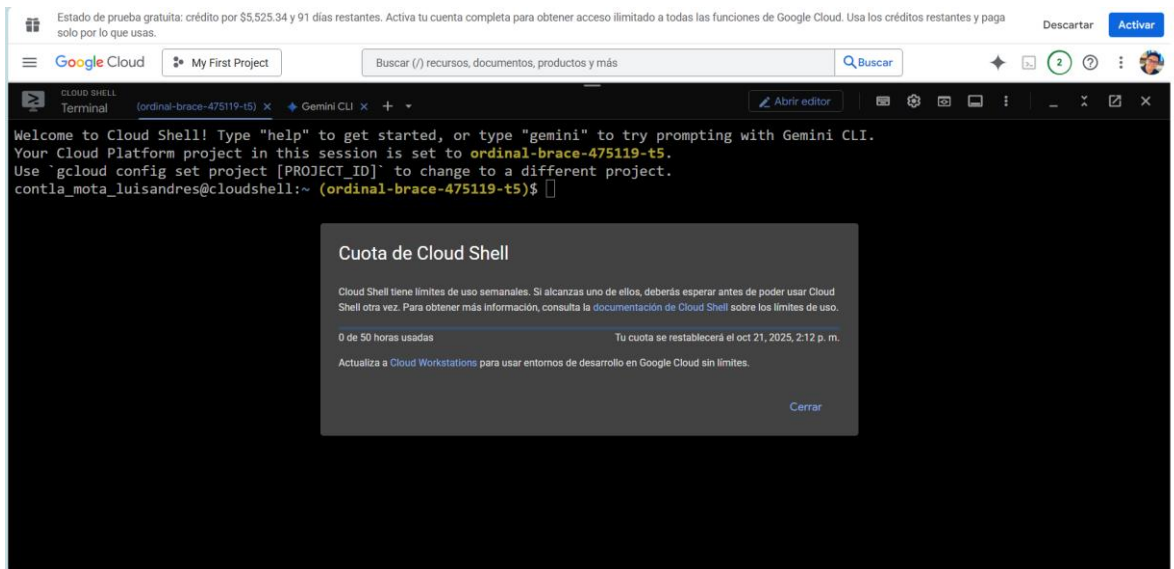 Estado de prueba gratuita: crédito por $5,525.34 y 91 días restantes. Activa tu cuenta completa para obtener acceso ilimitado a todas las funciones de Google Cloud. Usa los créditos restantes y paga
solo por lo que usas.
Descartar
Activar
Google Cloud
My First Project
Buscar (/) recursos, documentos, productos y más
Buscar
2
CLOUD SHELL
Terminal
(ordinal-brace-475119-t5) x
Gemini CLI x
+
Abrir editor
Welcome to Cloud Shell! Type "help" to get started, or type "gemini" to try prompting with Gemini CLI.
Your Cloud Platform project in this session is set to ordinal-brace-475119-t5.
Use `gcloud config set project [PROJECT_ID]` to change to a different project.
contla_mota_luisandres@cloudshell:~ (ordinal-brace-475119-t5)$
Cuota de Cloud Shell
Cloud Shell tiene límites de uso semanales. Si alcanzas uno de ellos, deberás esperar antes de poder usar Cloud
Shell otra vez. Para obtener más información, consulta la documentación de Cloud Shell sobre los límites de uso.
0 de 50 horas usadas
Tu cuota se restablecerá el oct 21, 2025, 2:12 p. m.
Actualiza a Cloud Workstations para usar entornos de desarrollo en Google Cloud sin límites.
Cerrar